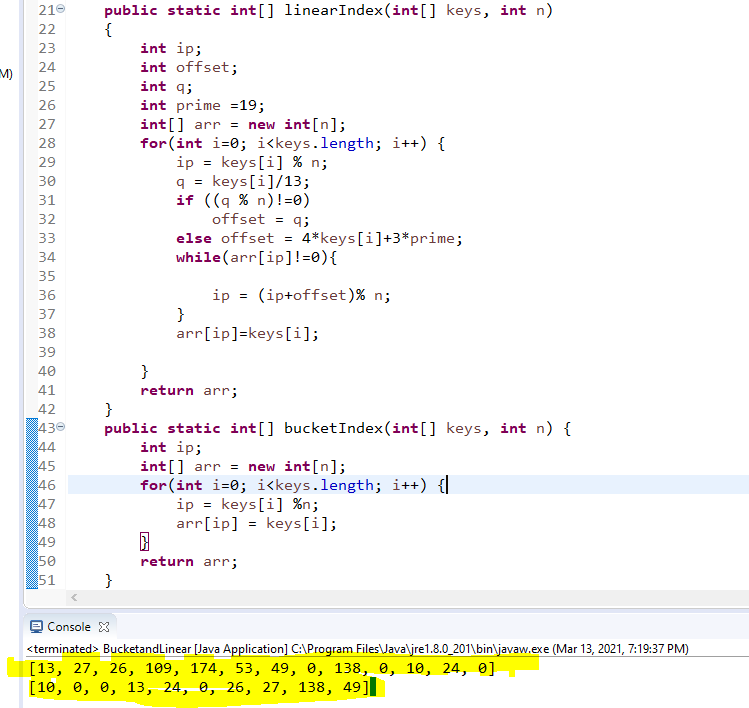 21 public static int[] linearIndex(int[] keys, int n)
22 {
M)
23 int ip;
24 int offset;
25 int q;
26 int prime =19;
27 int[] arr = new int[n];
28 for(int i=0; i<keys.length; i++) {
29 ip = keys[i] % n;
30 q = keys[i]/13;
31 if ((q % n)!=0)
32 offset = q;
33 else offset = 4*keys[i]+3*prime;
34 while(arr[ip]!=0){
35
36 ip = (ip+offset)% n;
37 }
38 arr[ip]=keys[i];
39
40 }
41 return arr;
42 }
43 public static int[] bucketIndex(int[] keys, int n) {
44 int ip;
45 int[] arr = new int[n];
46 for(int i=0; i<keys.length; i++) {
47 ip = keys[i] %n;
48 arr[ip] = keys[i];
49 }
50 return arr;
51 }
Console
<terminated> BucketandLinear [Java Application] C:\Program Files\Java\jre1.8.0_201\bin\javaw.exe (Mar 13, 2021, 7:19:37 PM)
[13, 27, 26, 109, 174, 53, 49, 0, 138, 0, 10, 24, 0]
[10, 0, 0, 13, 24, 0, 26, 27, 138, 49]